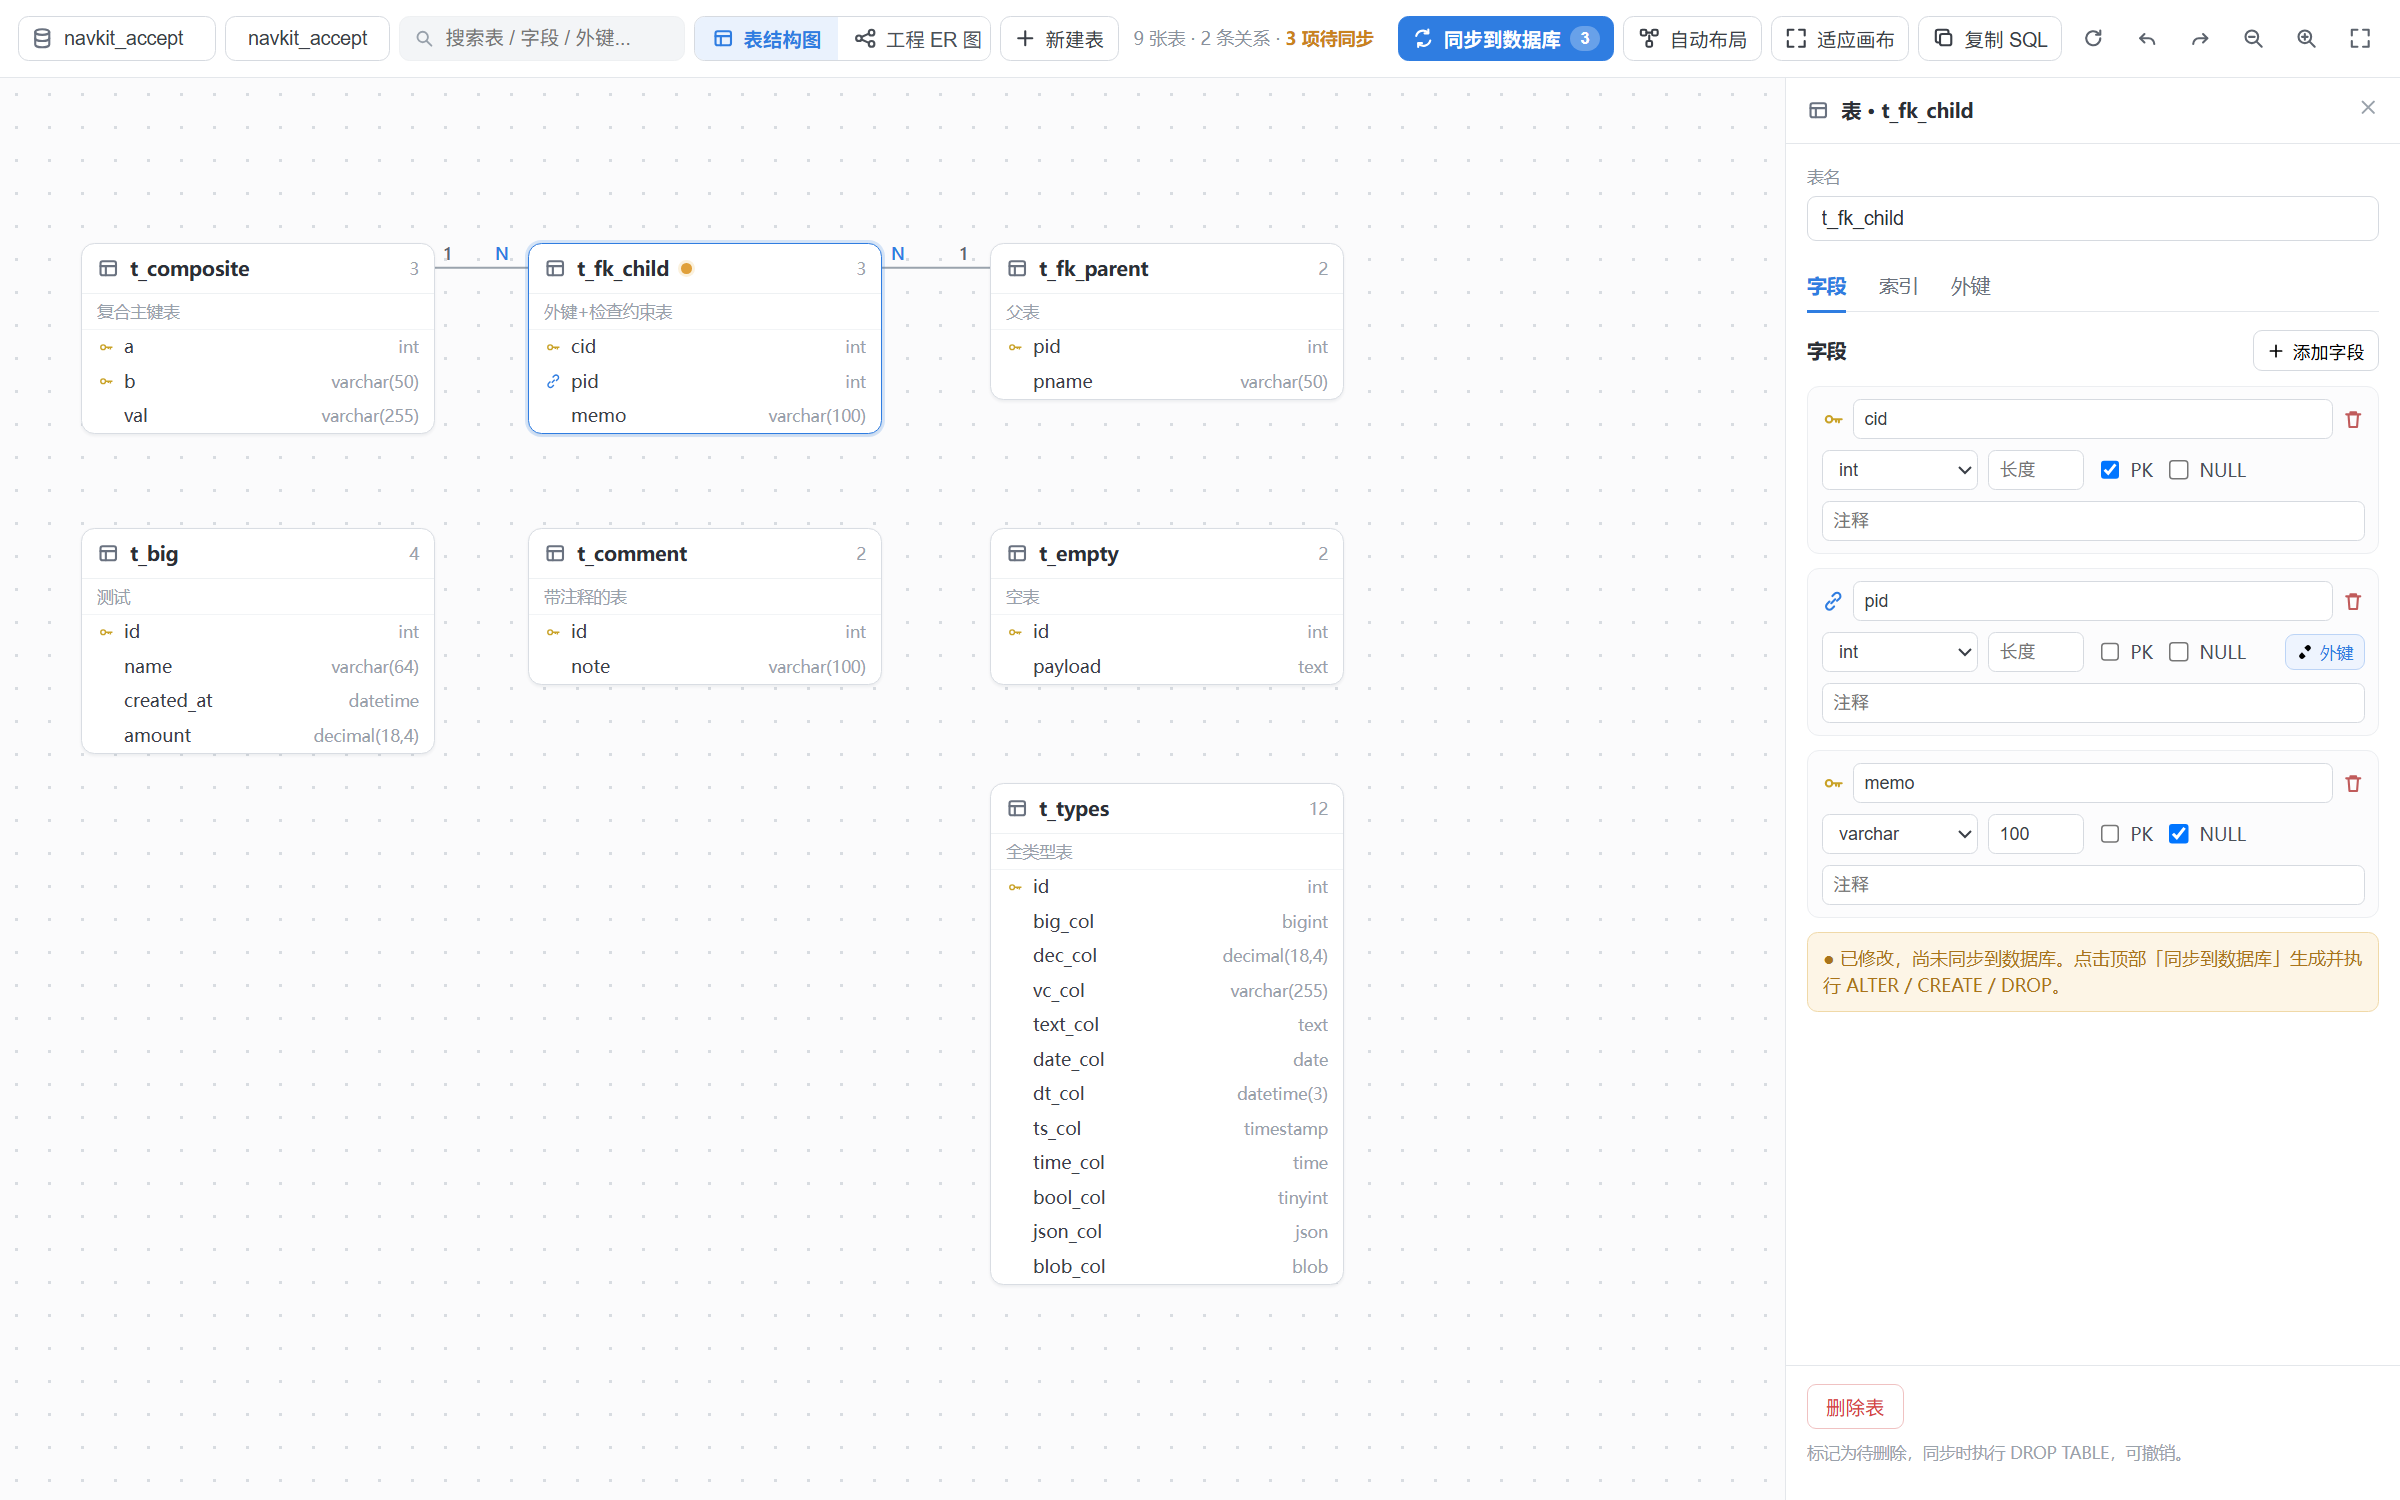 navkit_accept
navkit_accept
搜索表 / 字段 / 外键...
表结构图
工程 ER 图
新建表
9 张表 · 2 条关系 · 3 项待同步
同步到数据库 3
自动布局
适应画布
复制 SQL
t_composite 3
复合主键表
a int
b varchar(50)
val varchar(255)
1 N
t_fk_child 3
外键+检查约束表
cid int
pid int
memo varchar(100)
N 1
t_fk_parent 2
父表
pid int
pname varchar(50)
t_big 4
测试
id int
name varchar(64)
created_at datetime
amount decimal(18,4)
t_comment 2
带注释的表
id int
note varchar(100)
t_empty 2
空表
id int
payload text
t_types 12
全类型表
id int
big_col bigint
dec_col decimal(18,4)
vc_col varchar(255)
text_col text
date_col date
dt_col datetime(3)
ts_col timestamp
time_col time
bool_col tinyint
json_col json
blob_col blob
表 • t_fk_child
表名
t_fk_child
字段 索引 外键
字段
添加字段
cid
int 长度 PK NULL
注释
pid
int 长度 PK NULL 外键
注释
memo
varchar 100 PK NULL
注释
● 已修改，尚未同步到数据库。点击顶部「同步到数据库」生成并执
行 ALTER / CREATE / DROP。
删除表
标记为待删除，同步时执行 DROP TABLE，可撤销。